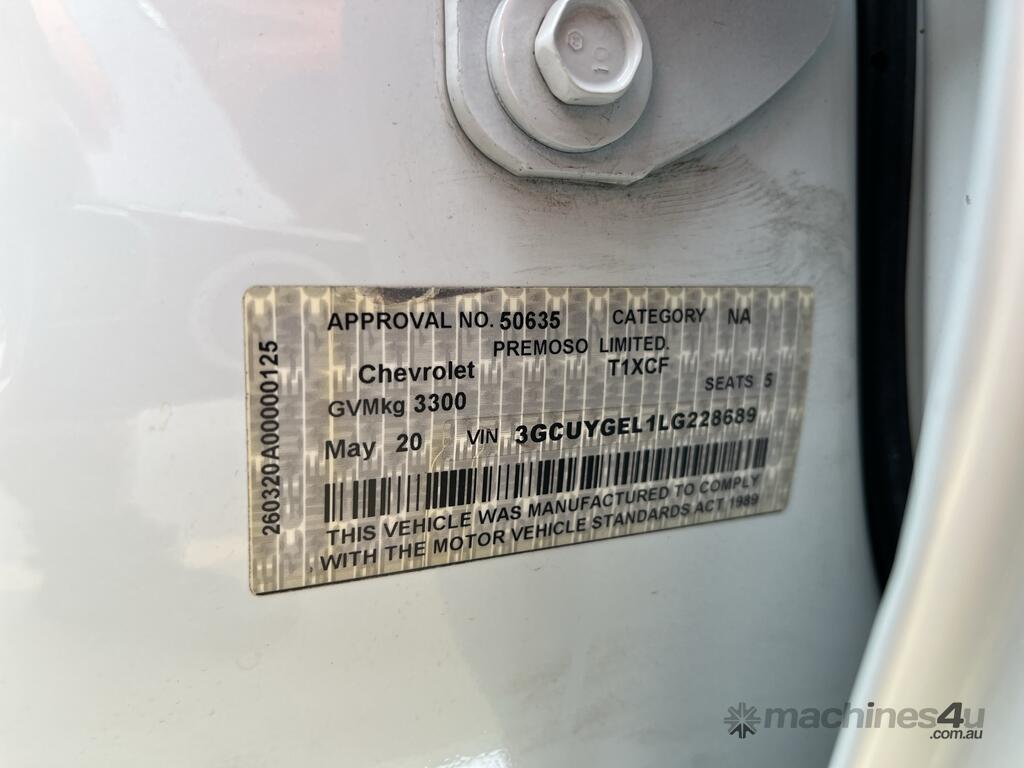 APPROVAL NO. 50635 CATEGORY NA
PREMOSO LIMITED.
Chevrolet T1XCF
GVMkg 3300 SEATS 5
May 20 VIN 3GCUYGEL1LG228689
THIS VEHICLE WAS MANUFACTURED TO COMPLY
WITH THE MOTOR VEHICLE STANDARDS ACT 1989
260320A00000125
machines4u
.com.au